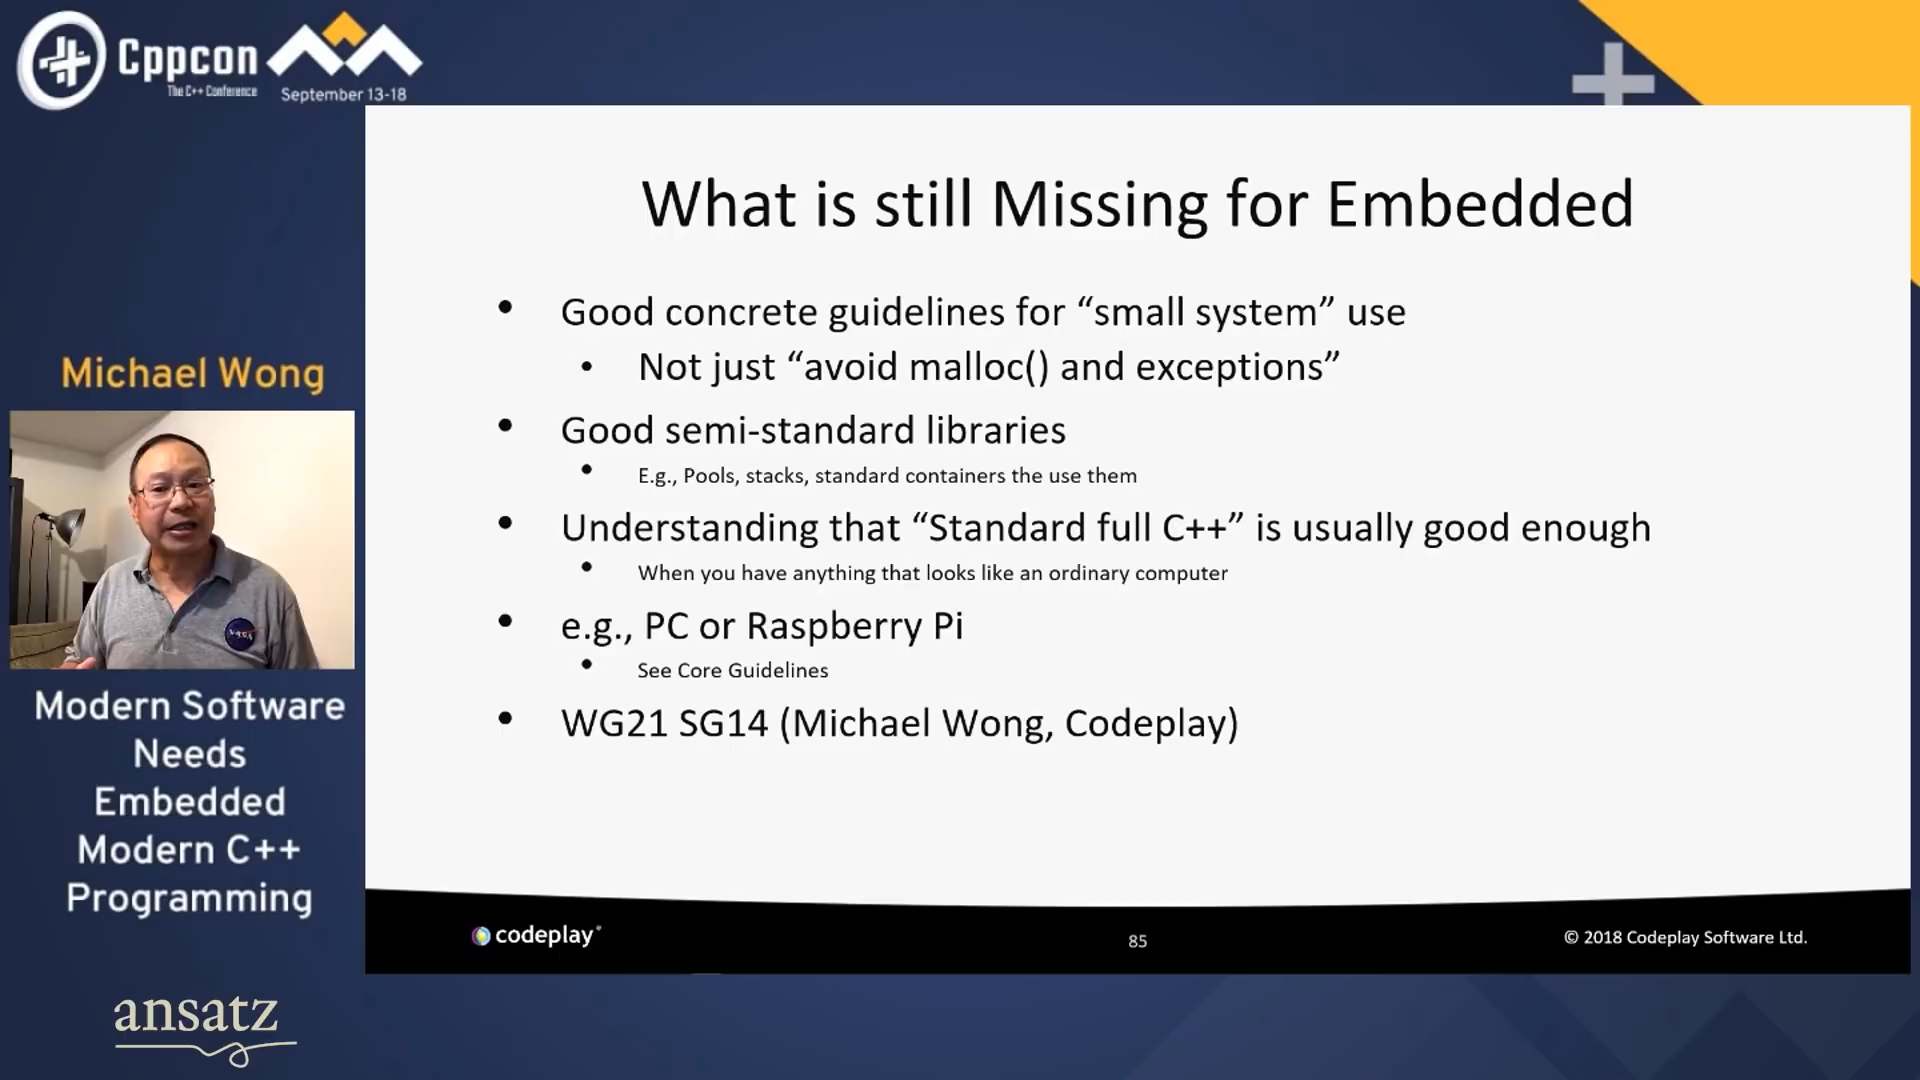 Cppcon
The C++ Conference
September 13-18
What is still Missing for Embedded
• Good concrete guidelines for “small system” use
• Not just “avoid malloc() and exceptions”
• Good semi-standard libraries
• E.g., Pools, stacks, standard containers the use them
• Understanding that “Standard full C++” is usually good enough
• When you have anything that looks like an ordinary computer
• e.g., PC or Raspberry Pi
• See Core Guidelines
• WG21 SG14 (Michael Wong, Codeplay)
codeplay
85
© 2018 Codeplay Software Ltd.
Michael Wong
NASA
Modern Software
Needs
Embedded
Modern C++
Programming
ansatz